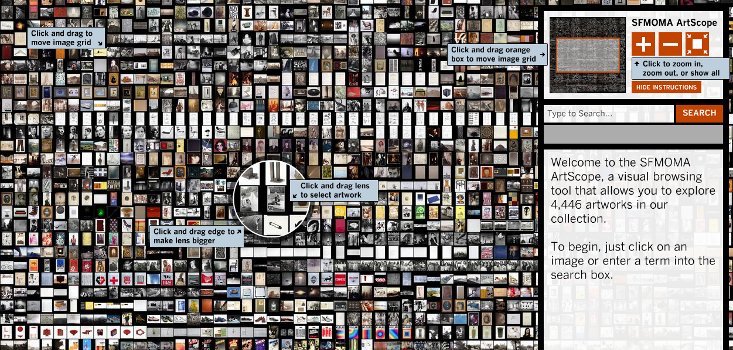 Click and drag to
move image grid
Click and drag orange
box to move image grid
SFMOMA ArtScope
Click to zoom in,
zoom out, or show all
HIDE INSTRUCTIONS
Type to Search...
SEARCH
Click and drag lens
to select artwork
Click and drag edge to
make lens bigger
Welcome to the SFMOMA
ArtScope, a visual browsing
tool that allows you to explore
4,446 artworks in our
collection.
To begin, just click on an
image or enter a term into the
search box.